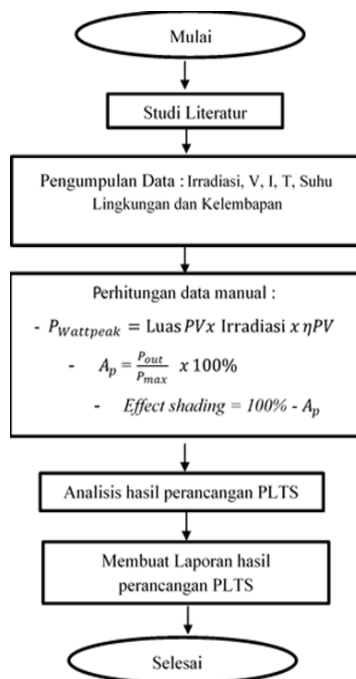 Mulai
Studi Literatur
Pengumpulan Data : Irradiasi, V, I, T, Suhu
Lingkungan dan Kelembapan
Perhitungan data manual :
- P_Wattpeak = Luas PVx Irradiasi x ηPV
- A_p = P_out/P_max x 100%
- Effect shading = 100% - A_p
Analisis hasil perancangan PLTS
Membuat Laporan hasil
perancangan PLTS
Selesai